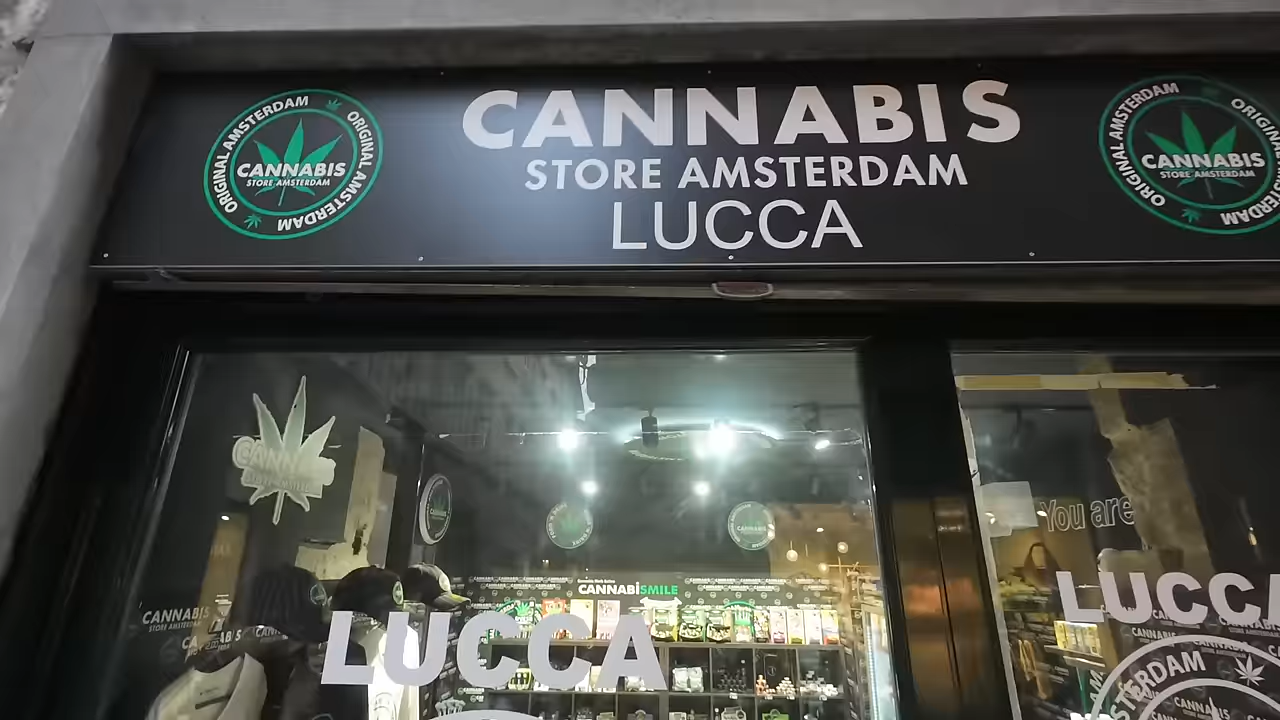 ORIGINAL AMSTERDAM
ORIGINAL AMSTERDAM
CANNABIS
STORE AMSTERDAM
CANNABIS
STORE AMSTERDAM
LUCCA
ORIGINAL AMSTERDAM
ORIGINAL
AMSTERDAM
CANNABIS
STORE AMSTERDAM
CANNABISMILE
You are
CANNABIS
STORE AMSTERDAM
LUCCA
LUCCA